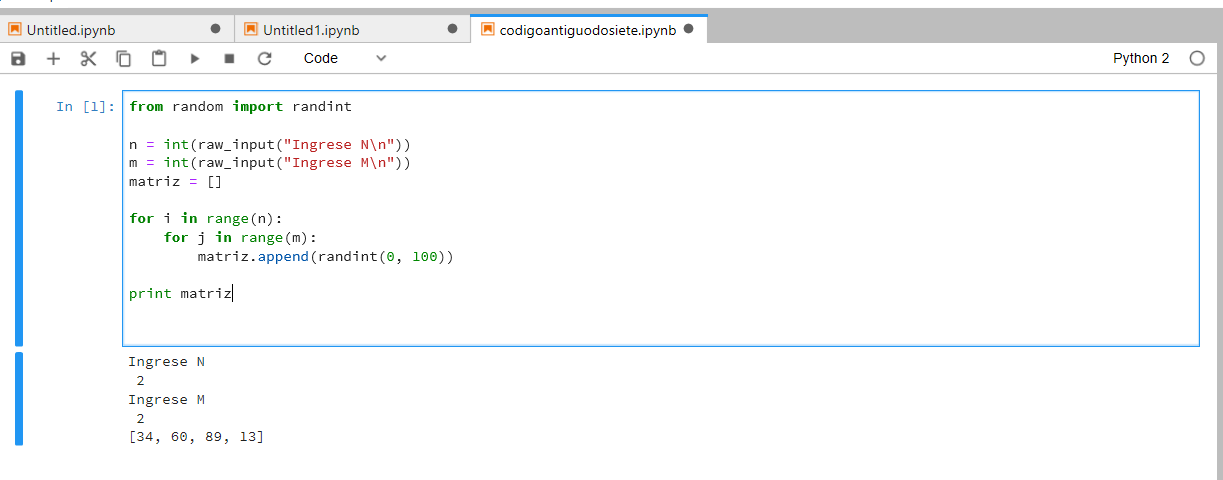 Untitled.ipynb
Untitled1.ipynb
codigoantiguodosiete.ipynb
Code
Python 2
In [1]:
from random import randint
n = int(raw_input("Ingrese N\n"))
m = int(raw_input("Ingrese M\n"))
matriz = []
for i in range(n):
    for j in range(m):
        matriz.append(randint(0, 100))
print matriz
Ingrese N
2
Ingrese M
2
[34, 60, 89, 13]